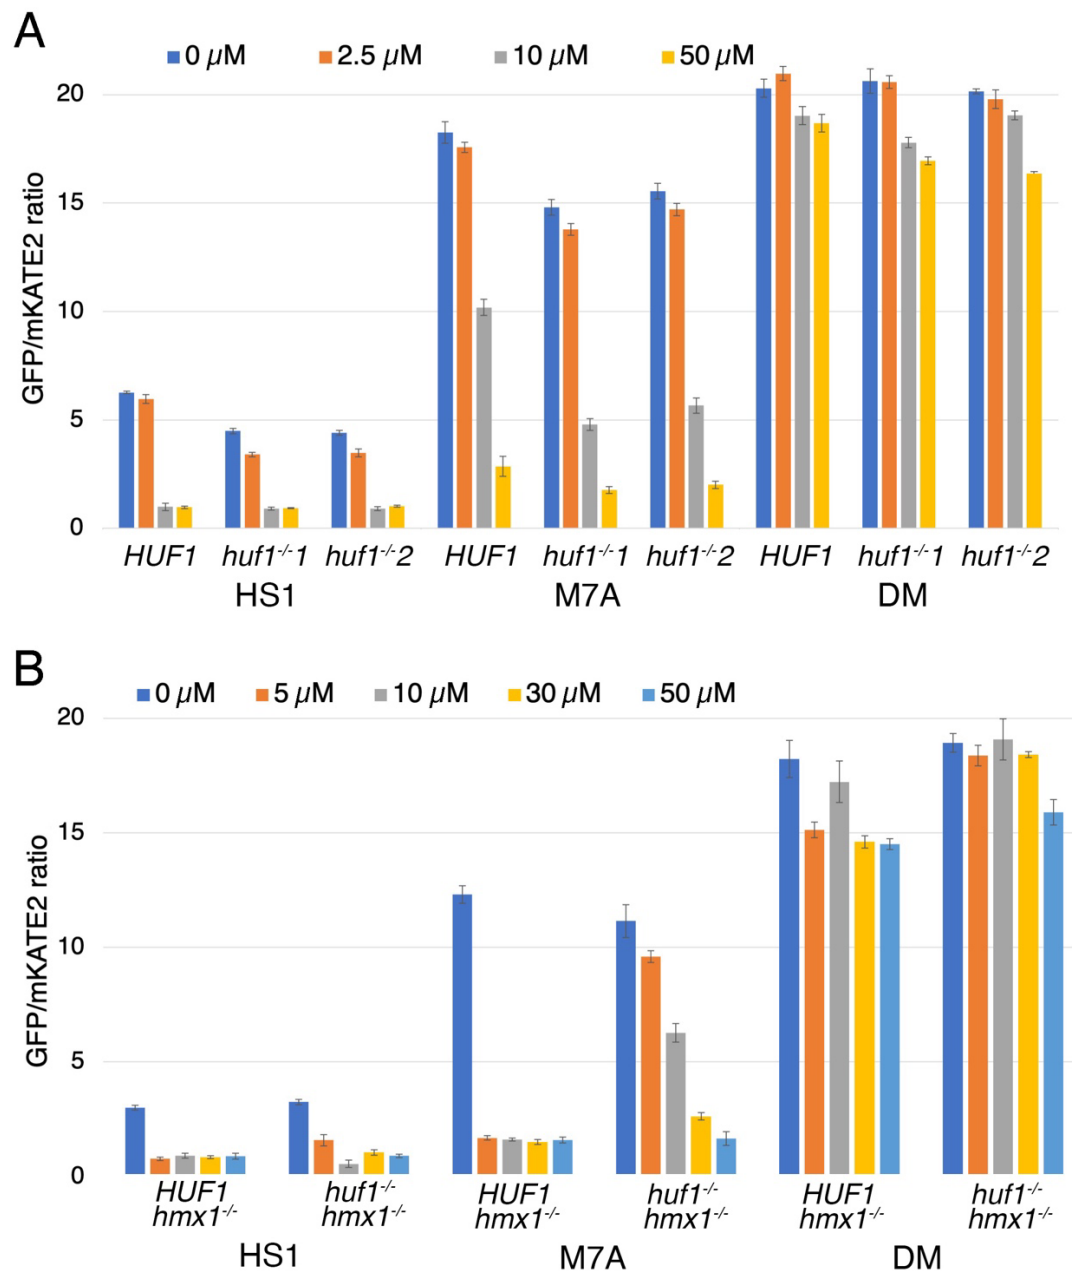 A
0 µM 2.5 µM 10 µM 50 µM
GFP/mKATE2 ratio
20
15
10
5
0
HUF1 huf1-/-1 huf1-/-2 HUF1 huf1-/-1 huf1-/-2 HUF1 huf1-/-1 huf1-/-2
HS1 M7A DM
B
0 µM 5 µM 10 µM 30 µM 50 µM
GFP/mKATE2 ratio
20
15
10
5
0
HUF1 huf1-/- HUF1 huf1-/- HUF1 huf1-/-
hmx1-/- hmx1-/- hmx1-/- hmx1-/- hmx1-/- hmx1-/-
HS1 M7A DM